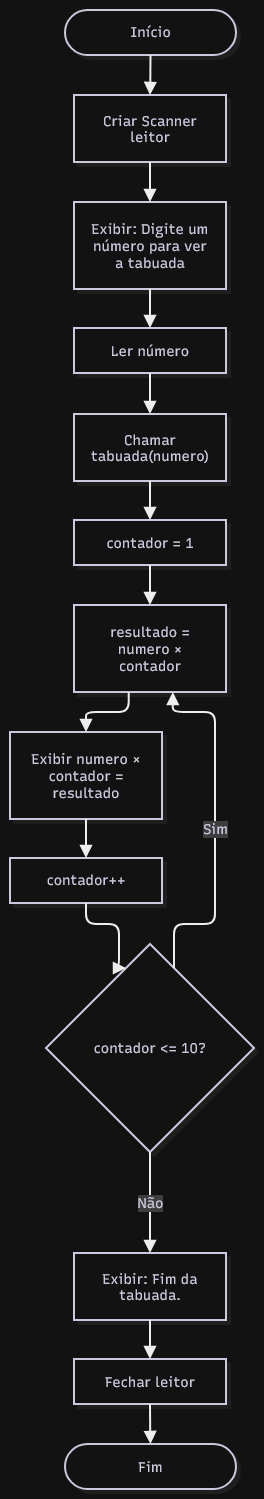 Início
Criar Scanner
leitor
Exibir: Digite um
número para ver
a tabuada
Ler número
Chamar
tabuada(numero)
contador = 1
resultado =
numero ×
contador
Exibir numero ×
contador =
resultado
Sim
contador++
contador <= 10?
Não
Exibir: Fim da
tabuada.
Fechar leitor
Fim